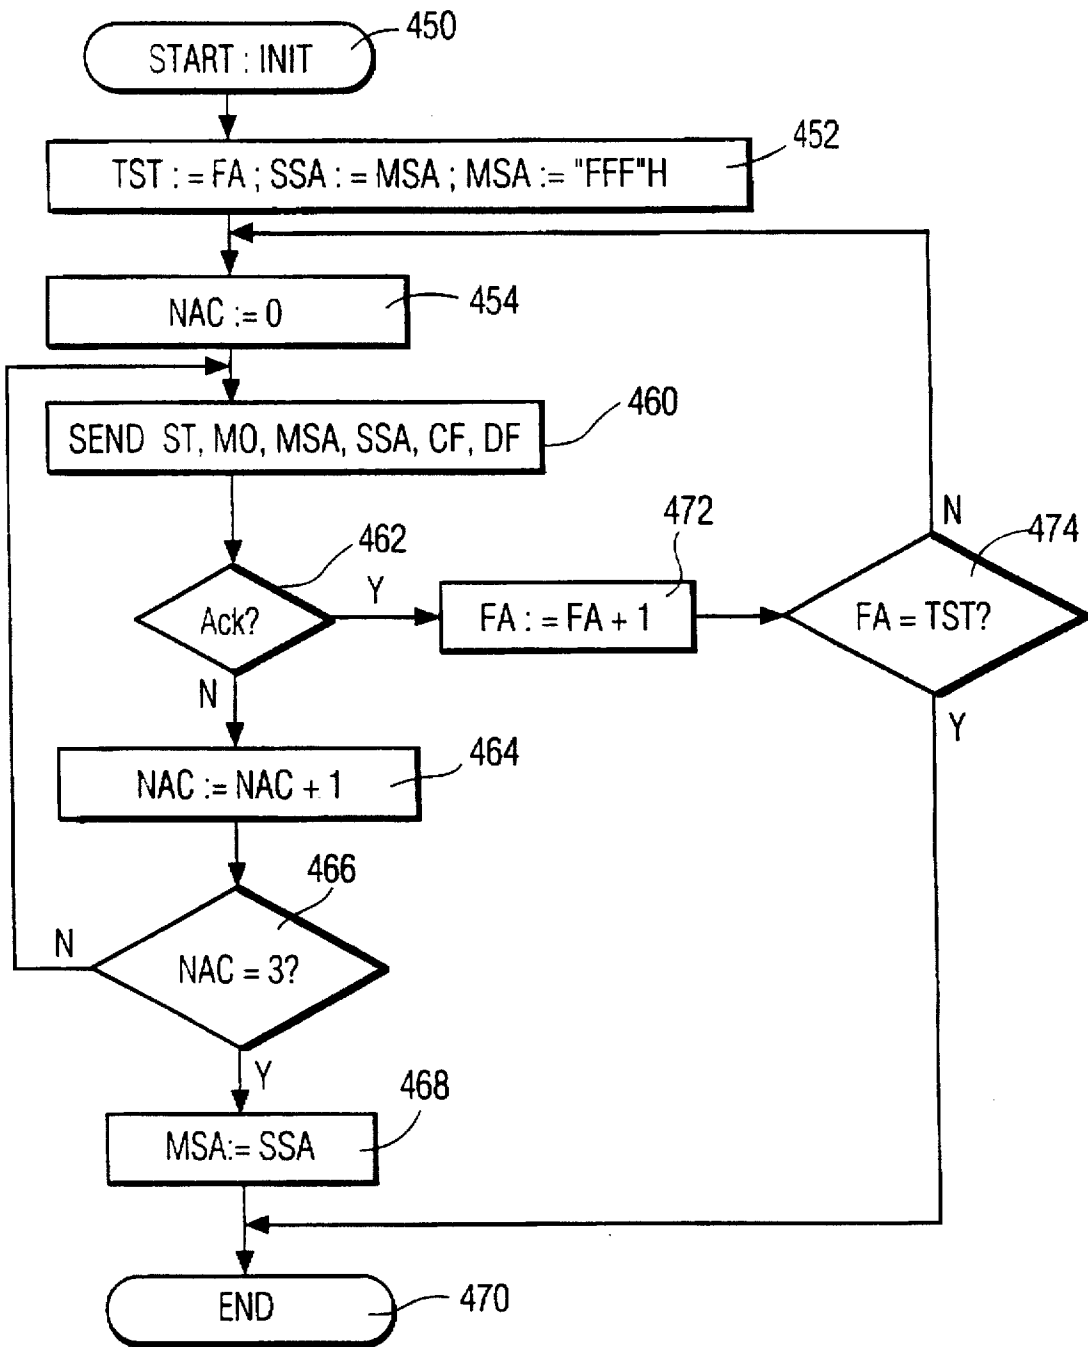 450
START : INIT
452
TST : = FA ; SSA : = MSA ; MSA := "FFF"H
NAC := 0
454
SEND ST, MO, MSA, SSA, CF, DF
460
462
Ack?
Y
N
472
FA : = FA + 1
N
474
FA = TST?
Y
NAC := NAC + 1
464
466
N
NAC = 3?
Y
468
MSA:= SSA
END
470